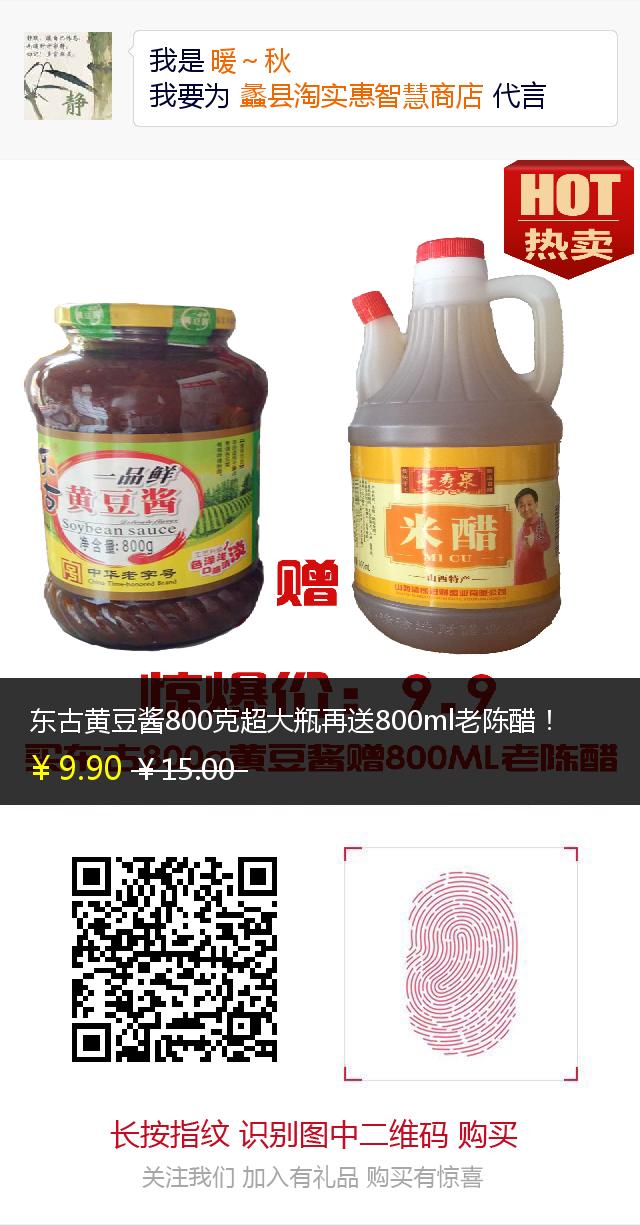 静
我是 暖～秋
我要为 蠡县淘实惠智慧商店 代言
HOT
热卖
一品鲜
黄豆酱
Soybean sauce
净含量:800g
中华老字号
China Time-honored Brand
七秀泉
米醋
MI CU
山西特产
赠
惊爆价：9.9
东古黄豆酱800克超大瓶再送800ml老陈醋！
买东古800g黄豆酱赠800ML老陈醋
￥9.90 ￥15.00
长按指纹 识别图中二维码 购买
关注我们 加入有礼品 购买有惊喜